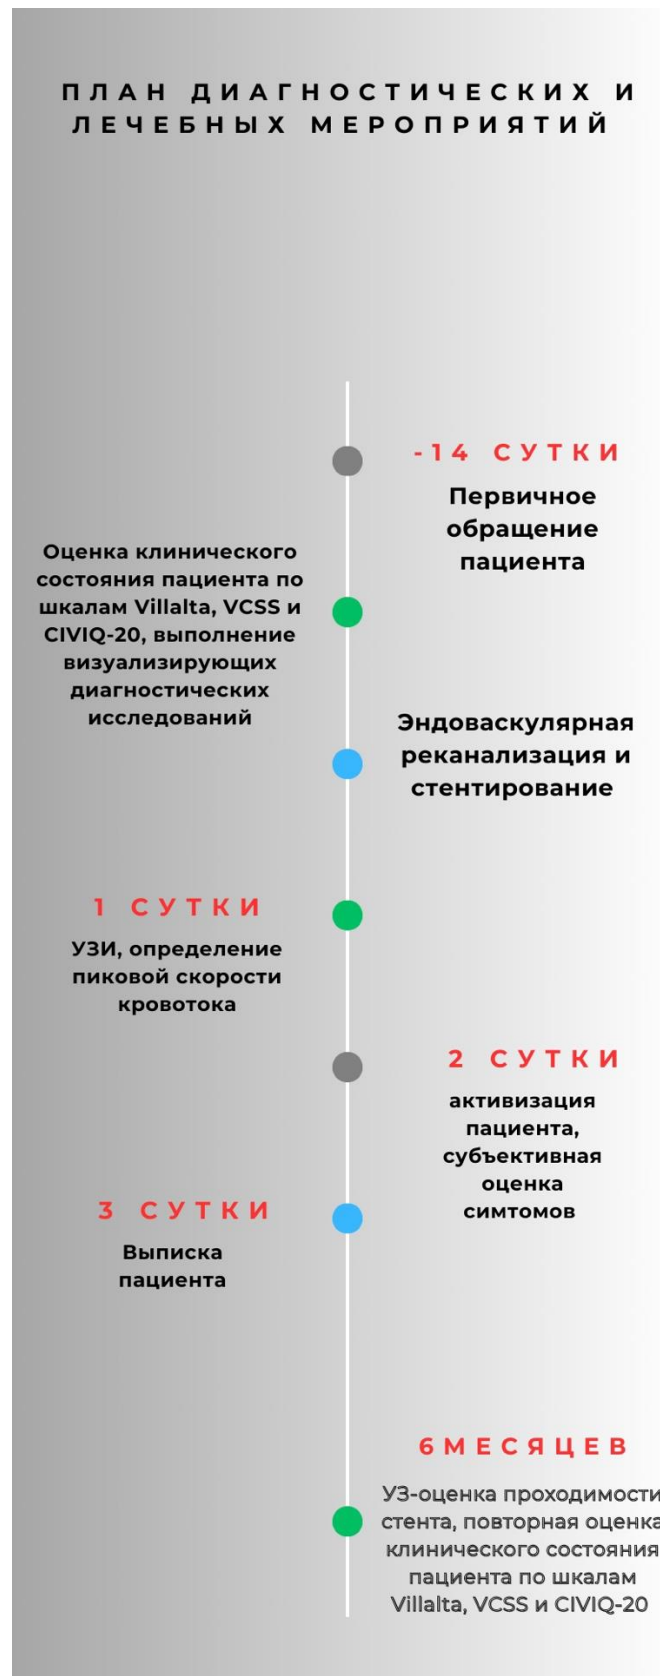 ПЛАН ДИАГНОСТИЧЕСКИХ И
ЛЕЧЕБНЫХ МЕРОПРИЯТИЙ
-14 СУТКИ
Первичное
обращение
пациента
Оценка клинического
состояния пациента по
шкалам Villalta, VCSS и
CIVIQ-20, выполнение
визуализирующих
диагностических
исследований
Эндоваскулярная
реканализация и
стентирование
1 СУТКИ
УЗИ, определение
пиковой скорости
кровотока
2 СУТКИ
активизация
пациента,
субъективная
оценка
симтомов
3 СУТКИ
Выписка
пациента
6 МЕСЯЦЕВ
УЗ-оценка проходимости
стента, повторная оценка
клинического состояния
пациента по шкалам
Villalta, VCSS и CIVIQ-20